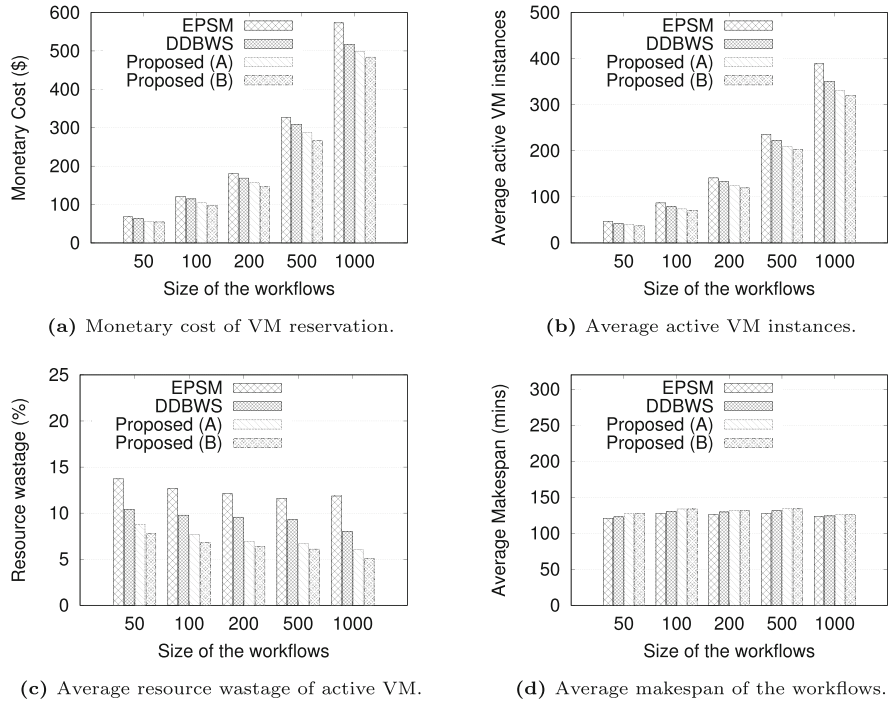 600
500
400
300
200
100
0
Monetary Cost ($)
EPSM
DDBWS
Proposed (A)
Proposed (B)
50 100 200 500 1000
Size of the workflows
(a) Monetary cost of VM reservation.
500
400
300
200
100
0
Average active VM instances
EPSM
DDBWS
Proposed (A)
Proposed (B)
50 100 200 500 1000
Size of the workflows
(b) Average active VM instances.
25
20
15
10
5
0
Resource wastage (%)
EPSM
DDBWS
Proposed (A)
Proposed (B)
50 100 200 500 1000
Size of the workflows
(c) Average resource wastage of active VM.
300
250
200
150
100
50
0
Average Makespan (mins)
EPSM
DDBWS
Proposed (A)
Proposed (B)
50 100 200 500 1000
Size of the workflows
(d) Average makespan of the workflows.